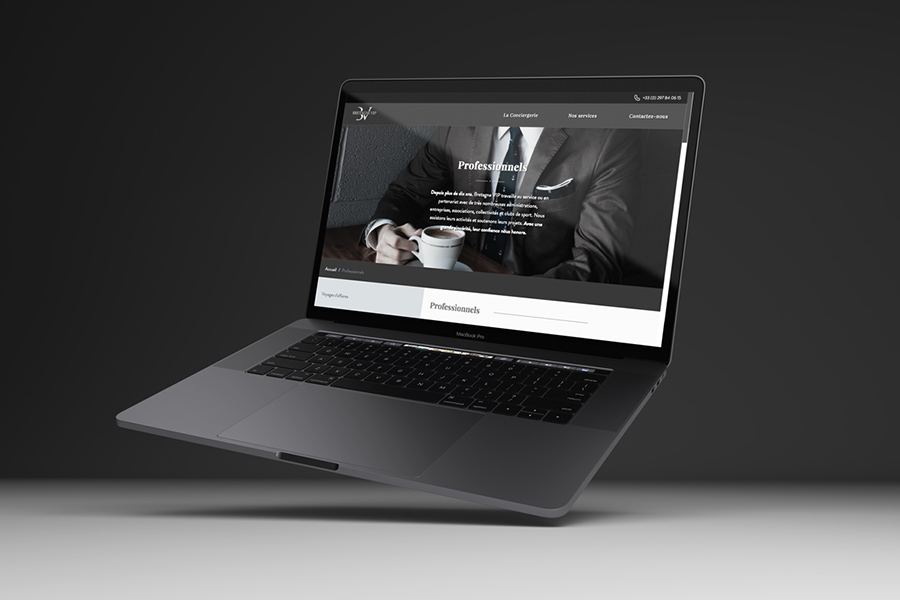 +33 (0) 297 84 06 15
BRETAGNE VIP
La Conciergerie
Nos services
Contactez-nous
Professionnels
Depuis plus de dix ans, Bretagne VIP travaille au service ou en
partenariat avec de très nombreuses administrations,
entreprises, associations, collectivités et clubs de sport. Nous
assistons leurs activités et soutenons leurs projets. Avec une
grande sincérité, leur confiance nous honore.
Accueil / Professionnels
Voyages d'affaires
Professionnels
MacBook Pro